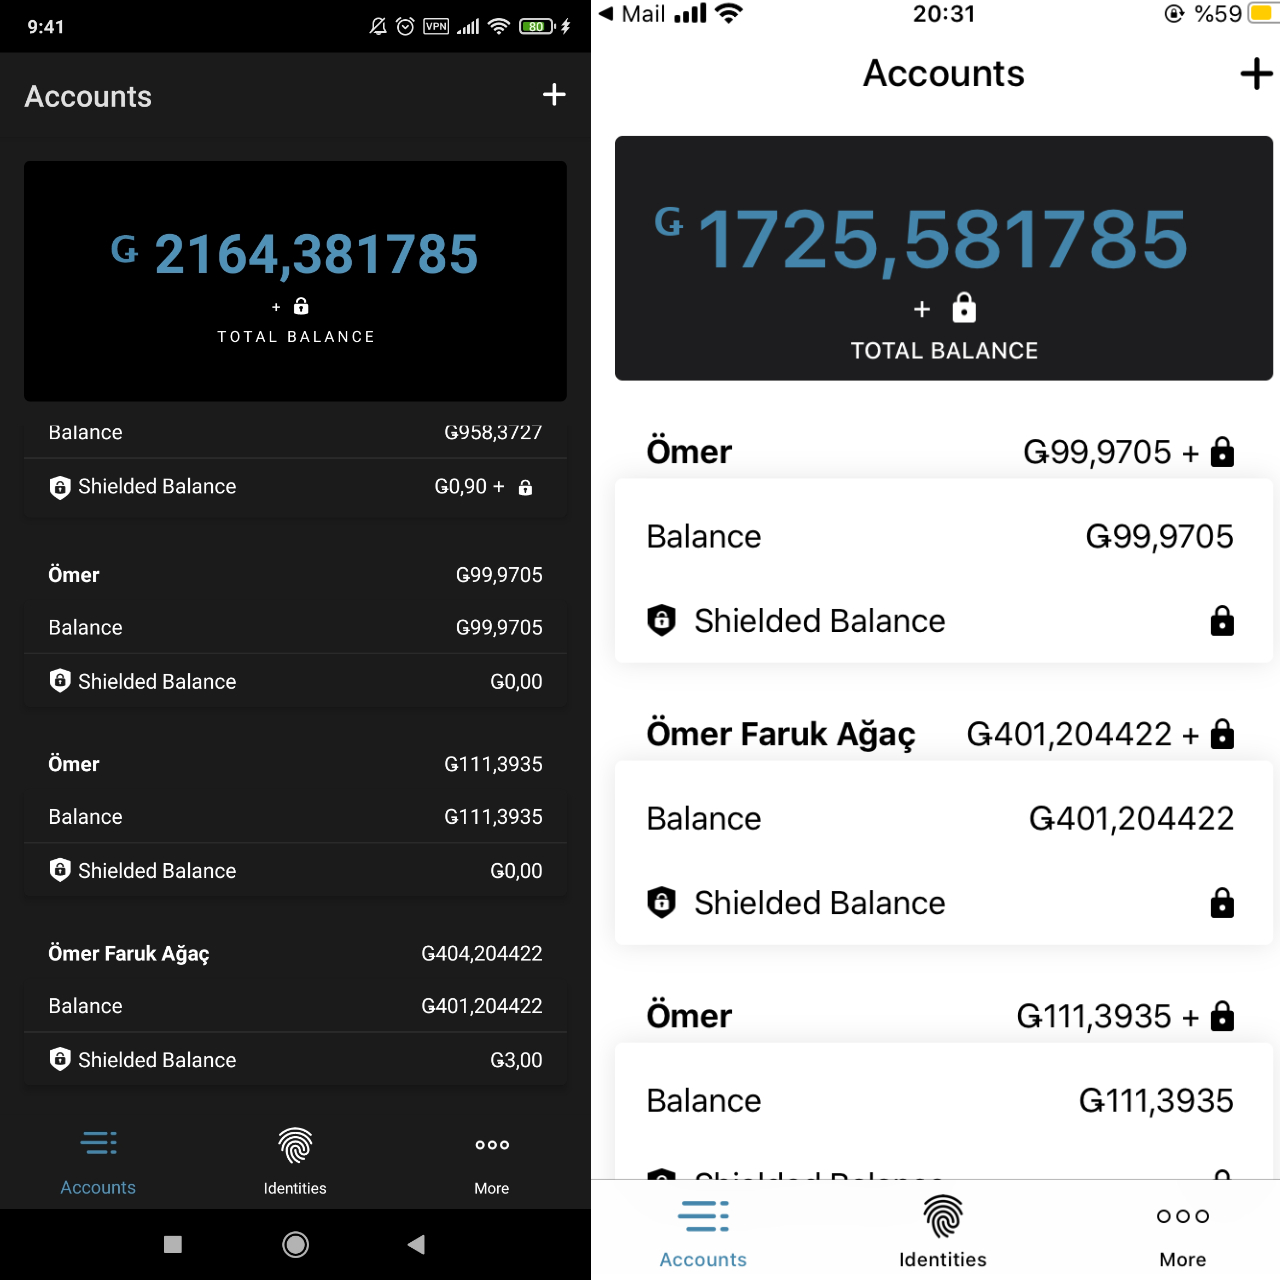 9:41
VPN
80
Accounts
+
Ǥ 2164,381785
+
TOTAL BALANCE
Balance Ǥ958,3727
Shielded Balance Ǥ0,90 +
Ömer Ǥ99,9705
Balance Ǥ99,9705
Shielded Balance Ǥ0,00
Ömer Ǥ111,3935
Balance Ǥ111,3935
Shielded Balance Ǥ0,00
Ömer Faruk Ağaç Ǥ404,204422
Balance Ǥ401,204422
Shielded Balance Ǥ3,00
Accounts Identities More
Mail 20:31 %59
Accounts
+
Ǥ 1725,581785
+
TOTAL BALANCE
Ömer Ǥ99,9705 +
Balance Ǥ99,9705
Shielded Balance
Ömer Faruk Ağaç Ǥ401,204422 +
Balance Ǥ401,204422
Shielded Balance
Ömer Ǥ111,3935 +
Balance Ǥ111,3935
Shielded Balance
Accounts Identities More